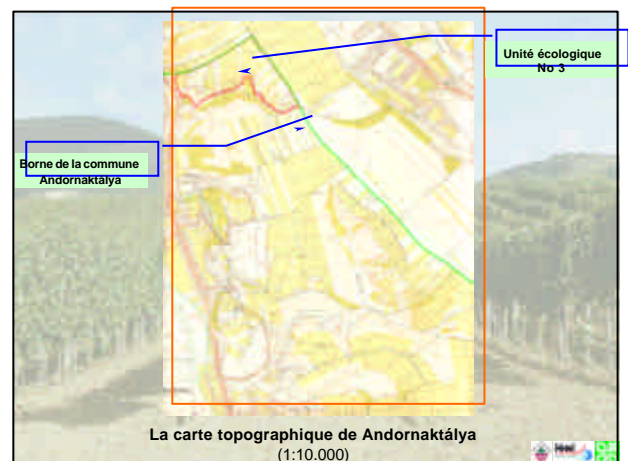 Unité écologique
No 3
Borne de la commune
Andornaktálya
La carte topographique de Andornaktálya
(1:10.000)